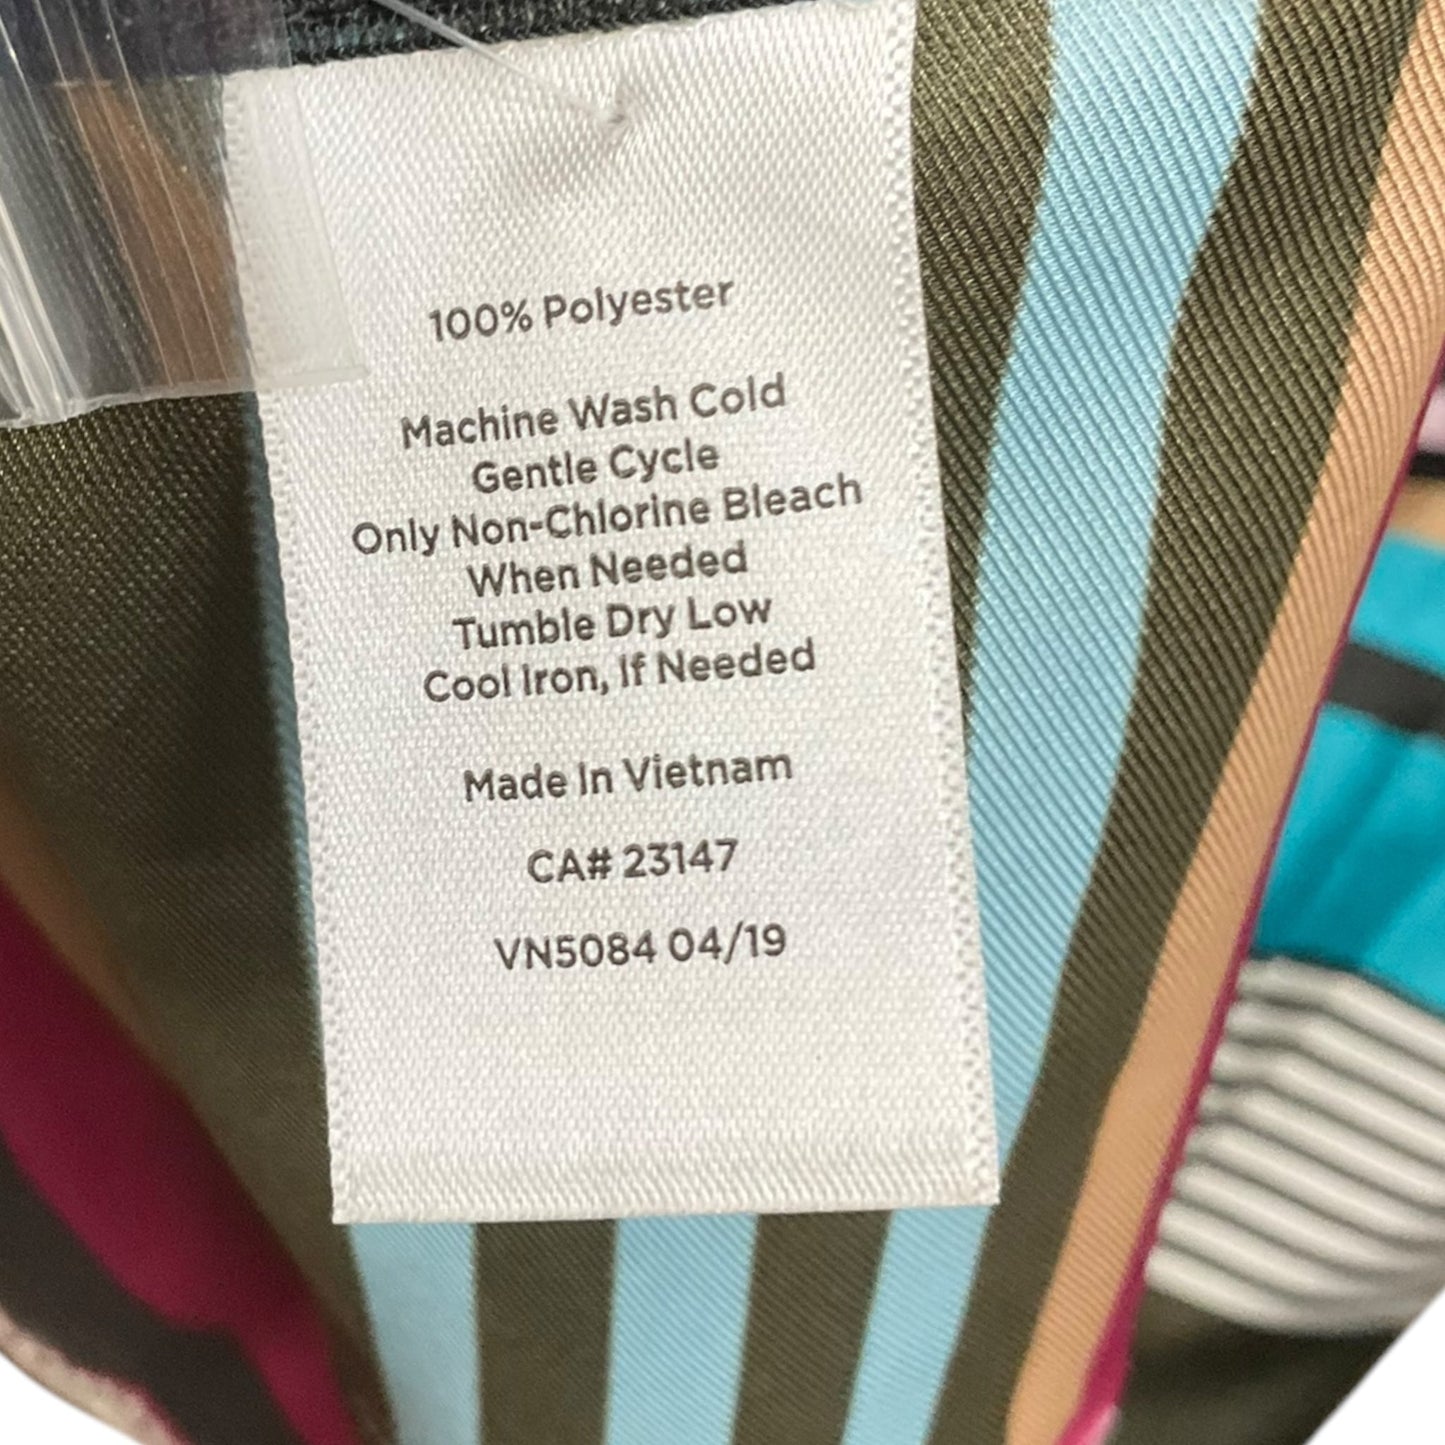 100% Polyester
Machine Wash Cold
Gentle Cycle
Only Non-Chlorine Bleach
When Needed
Tumble Dry Low
Cool Iron, If Needed
Made In Vietnam
CA# 23147
VN5084 04/19